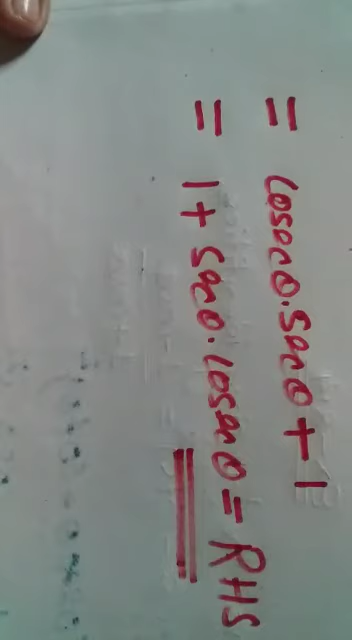 = cosecθ.secθ + 1
= 1 + secθ.cosecθ = RHS